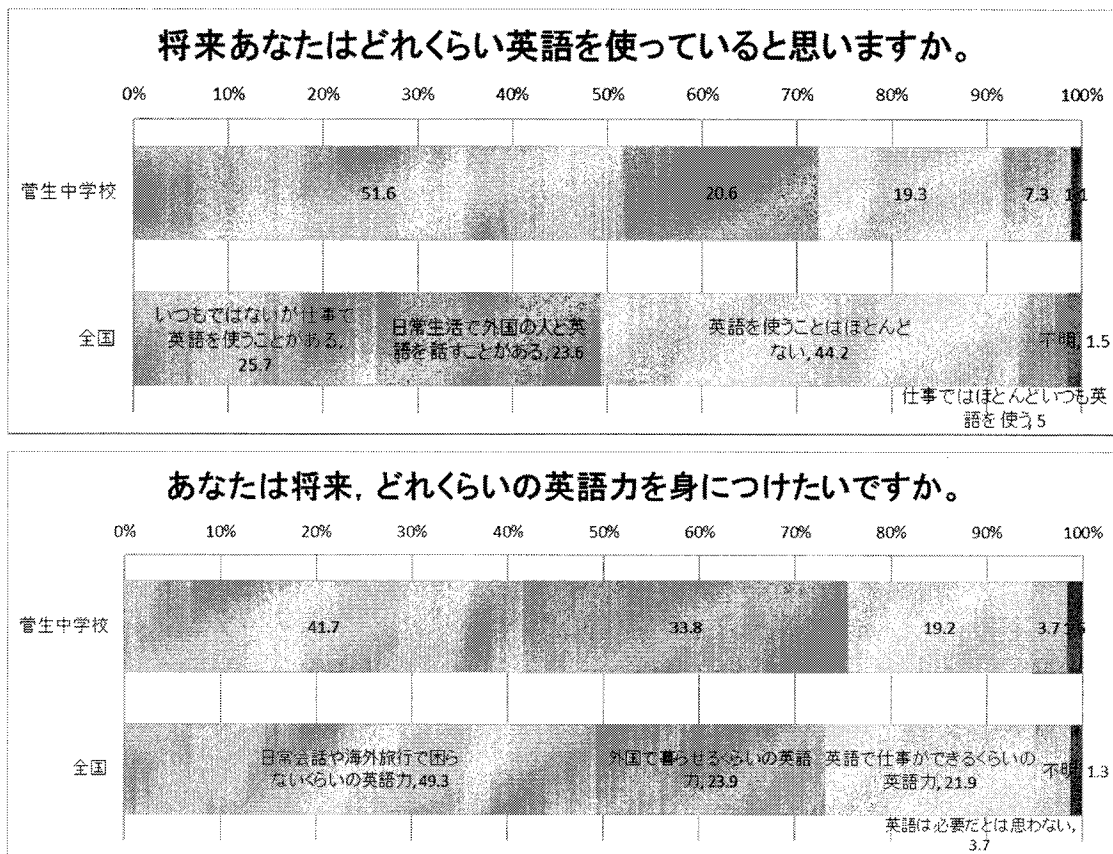 将来あなたはどれくらい英語を使っていると思いますか。
0% 10% 20% 30% 40% 50% 60% 70% 80% 90% 100%
菅生中学校
51.6 20.6 19.3 7.3 1.1
全国
いつもではないが仕事で
英語を使うことがある,
25.7
日常生活で外国の人と英
語を話すことがある, 23.6
英語を使うことはほとんど
ない, 44.2
不明, 1.5
仕事ではほとんどいつも英
語を使う, 5
あなたは将来，どれくらいの英語力を身につけたいですか。
0% 10% 20% 30% 40% 50% 60% 70% 80% 90% 100%
菅生中学校
41.7 33.8 19.2 3.7
全国
日常会話や海外旅行で困ら
ないくらいの英語力, 49.3
外国で暮らせるくらいの英語
力, 23.9
英語で仕事ができるくらいの
英語力, 21.9
不明, 1.3
英語は必要だとは思わない,
3.7